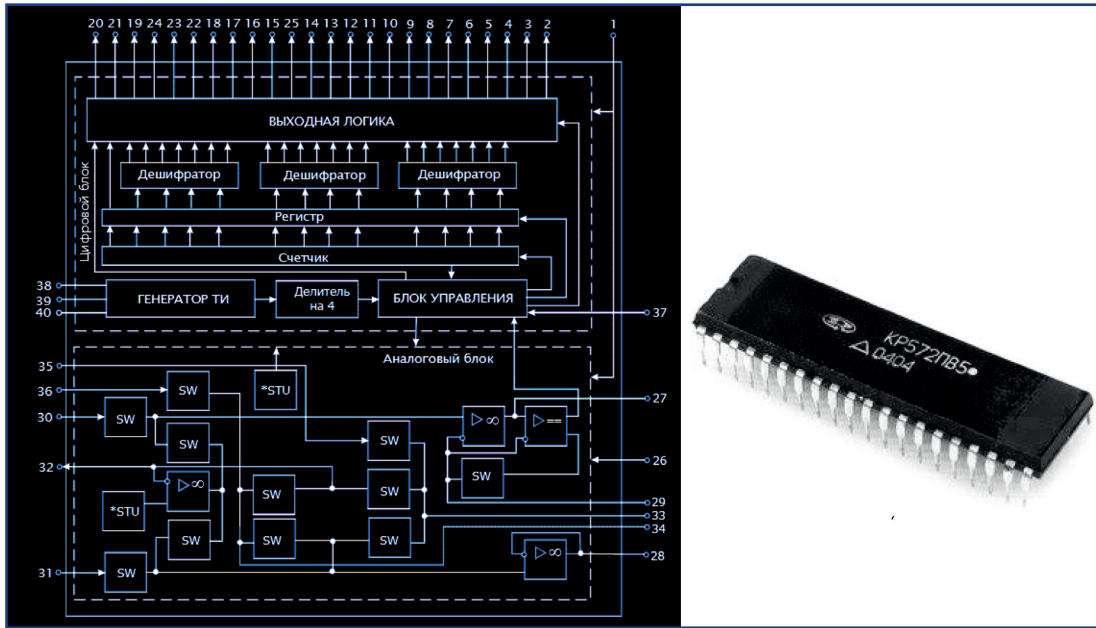 20 21 19 24 23 22 18 17 16 15 25 14 13 12 11 10 9 8 7 6 5 4 3 2 1
ВЫХОДНАЯ ЛОГИКА
Дешифратор Дешифратор Дешифратор
Регистр
Счетчик
Цифровой блок
38
39
40
ГЕНЕРАТОР ТИ
Делитель
на 4
БЛОК УПРАВЛЕНИЯ
37
Аналоговый блок
35
36
30
32
31
*STU
SW
SW
SW
▷∞
*STU
SW
SW
SW
SW
SW
SW
SW
▷∞
▷==
SW
▷∞
27
26
29
33
34
28
КР572ПВ5
△0404